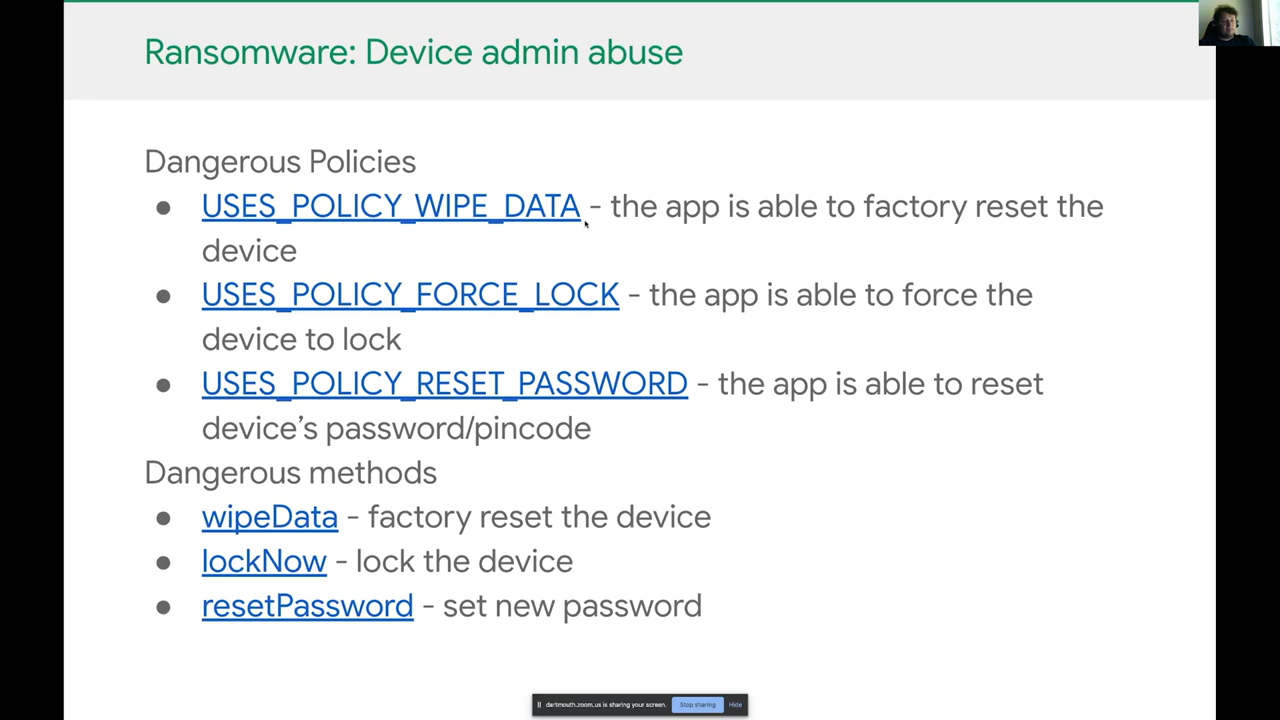 Ransomware: Device admin abuse
Dangerous Policies
● USES_POLICY_WIPE_DATA - the app is able to factory reset the
device
● USES_POLICY_FORCE_LOCK - the app is able to force the
device to lock
● USES_POLICY_RESET_PASSWORD - the app is able to reset
device’s password/pincode
Dangerous methods
● wipeData - factory reset the device
● lockNow - lock the device
● resetPassword - set new password
dartmouth.zoom.us is sharing your screen. Stop sharing Hide